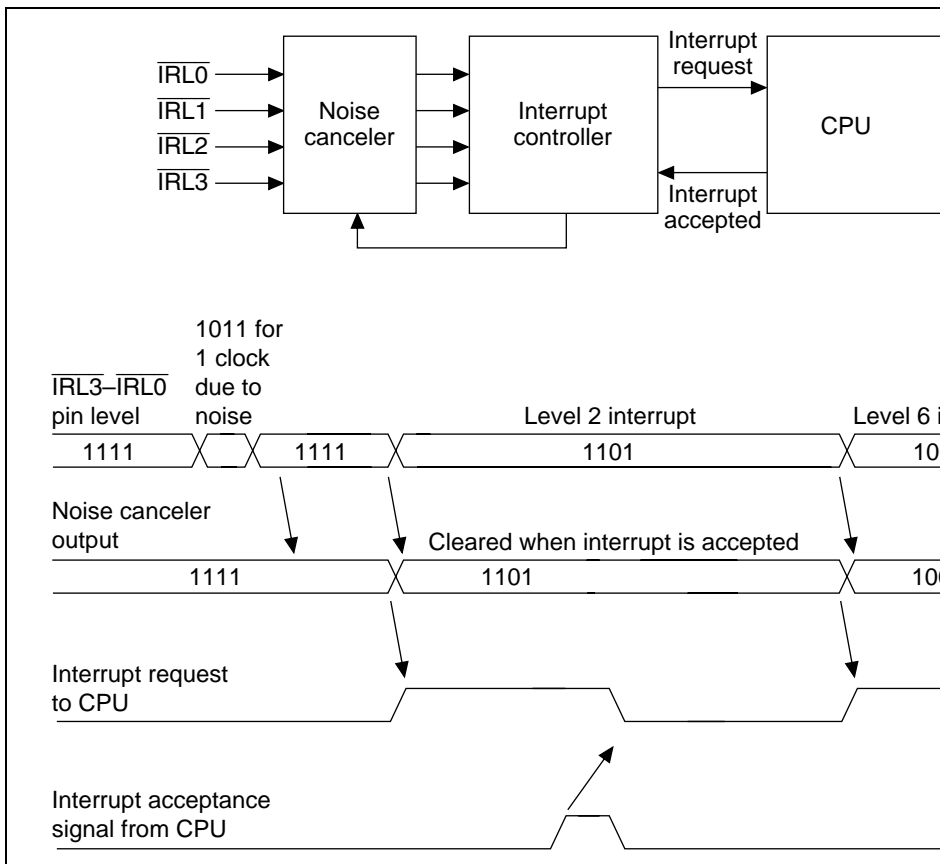 IRL0
IRL1
IRL2
IRL3
Noise
canceler
Interrupt
controller
Interrupt
request
Interrupt
accepted
CPU
1011 for
1 clock
due to
noise
IRL3–IRL0
pin level
Level 2 interrupt
Level 6
1111
1111
1101
Noise canceler
output
Cleared when interrupt is accepted
1111
1101
Interrupt request
to CPU
Interrupt acceptance
signal from CPU